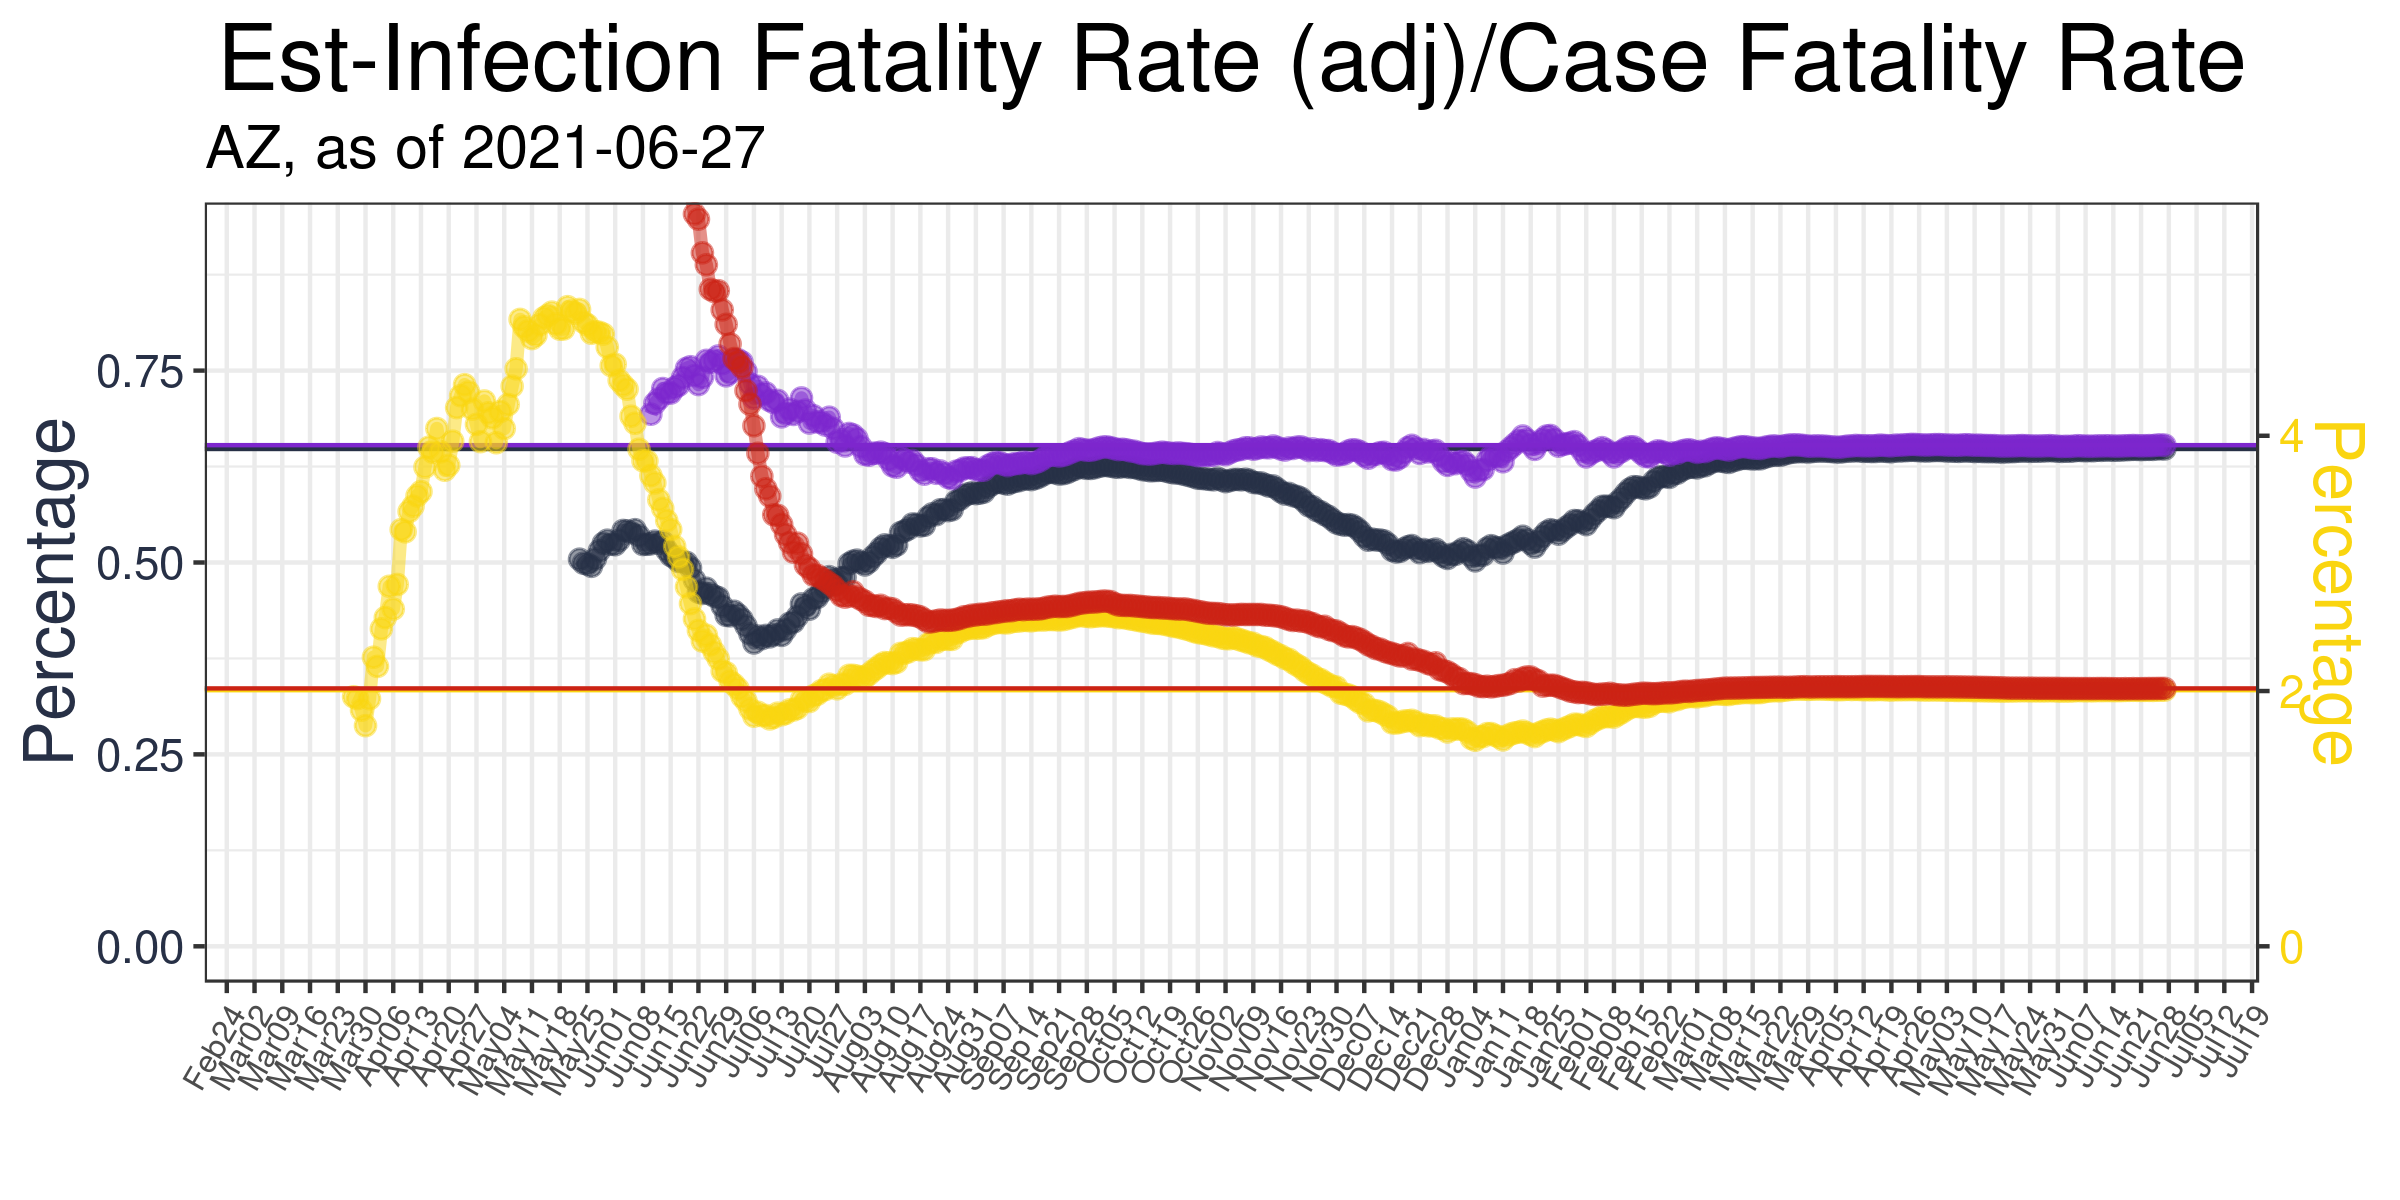 Est-Infection Fatality Rate (adj)/Case Fatality Rate
AZ, as of 2021-06-27
Percentage
0.75
0.50
0.25
0.00
4
2
0
Percentage
Feb24
Mar02
Mar09
Mar16
Mar23
Mar30
Apr06
Apr13
Apr20
Apr27
May04
May11
May18
May25
Jun01
Jun08
Jun15
Jun22
Jun29
Jul06
Jul13
Jul20
Jul27
Aug03
Aug10
Aug17
Aug24
Aug31
Sep07
Sep14
Sep21
Sep28
Oct05
Oct12
Oct19
Oct26
Nov02
Nov09
Nov16
Nov23
Nov30
Dec07
Dec14
Dec21
Dec28
Jan04
Jan11
Jan18
Jan25
Feb01
Feb08
Feb15
Feb22
Mar01
Mar08
Mar15
Mar22
Mar29
Apr05
Apr12
Apr19
Apr26
May03
May10
May17
May24
May31
Jun07
Jun14
Jun21
Jun28
Jul05
Jul12
Jul19